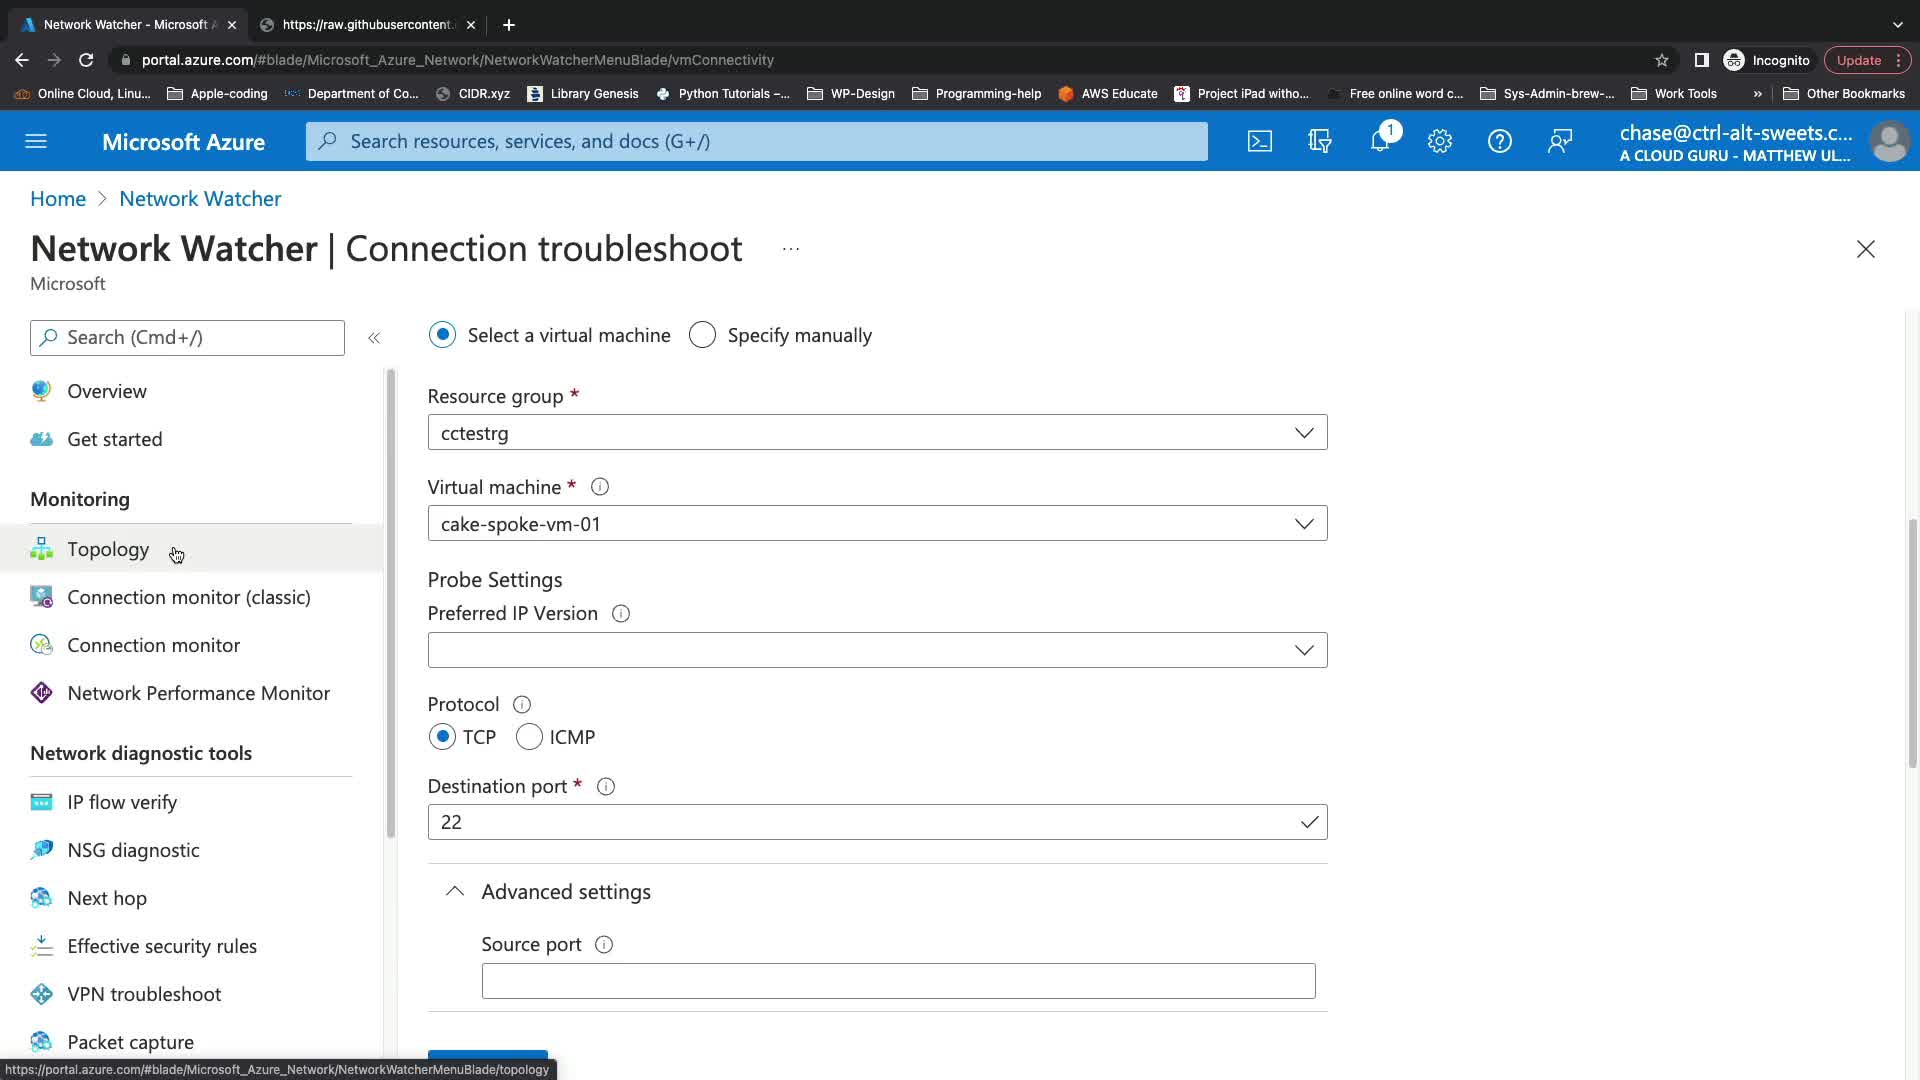 Network Watcher - Microsoft A
https://raw.githubusercontent.
portal.azure.com/#blade/Microsoft_Azure_Network/NetworkWatcherMenuBlade/vmConnectivity
Incognito
Update
Online Cloud, Linu...
Apple-coding
Department of Co...
CIDR.xyz
Library Genesis
Python Tutorials –...
WP-Design
Programming-help
AWS Educate
Project iPad witho...
Free online word c...
Sys-Admin-brew-...
Work Tools
»
Other Bookmarks
Microsoft Azure
Search resources, services, and docs (G+/)
1
chase@ctrl-alt-sweets.c...
A CLOUD GURU - MATTHEW UL...
Home > Network Watcher
Network Watcher | Connection troubleshoot ...
Microsoft
Search (Cmd+/)
«
Overview
Get started
Monitoring
Topology
Connection monitor (classic)
Connection monitor
Network Performance Monitor
Network diagnostic tools
IP flow verify
NSG diagnostic
Next hop
Effective security rules
VPN troubleshoot
Packet capture
Select a virtual machine
Specify manually
Resource group *
cctestrg
Virtual machine *
cake-spoke-vm-01
Probe Settings
Preferred IP Version
Protocol
TCP
ICMP
Destination port *
22
Advanced settings
Source port
https://portal.azure.com/#blade/Microsoft_Azure_Network/NetworkWatcherMenuBlade/topology